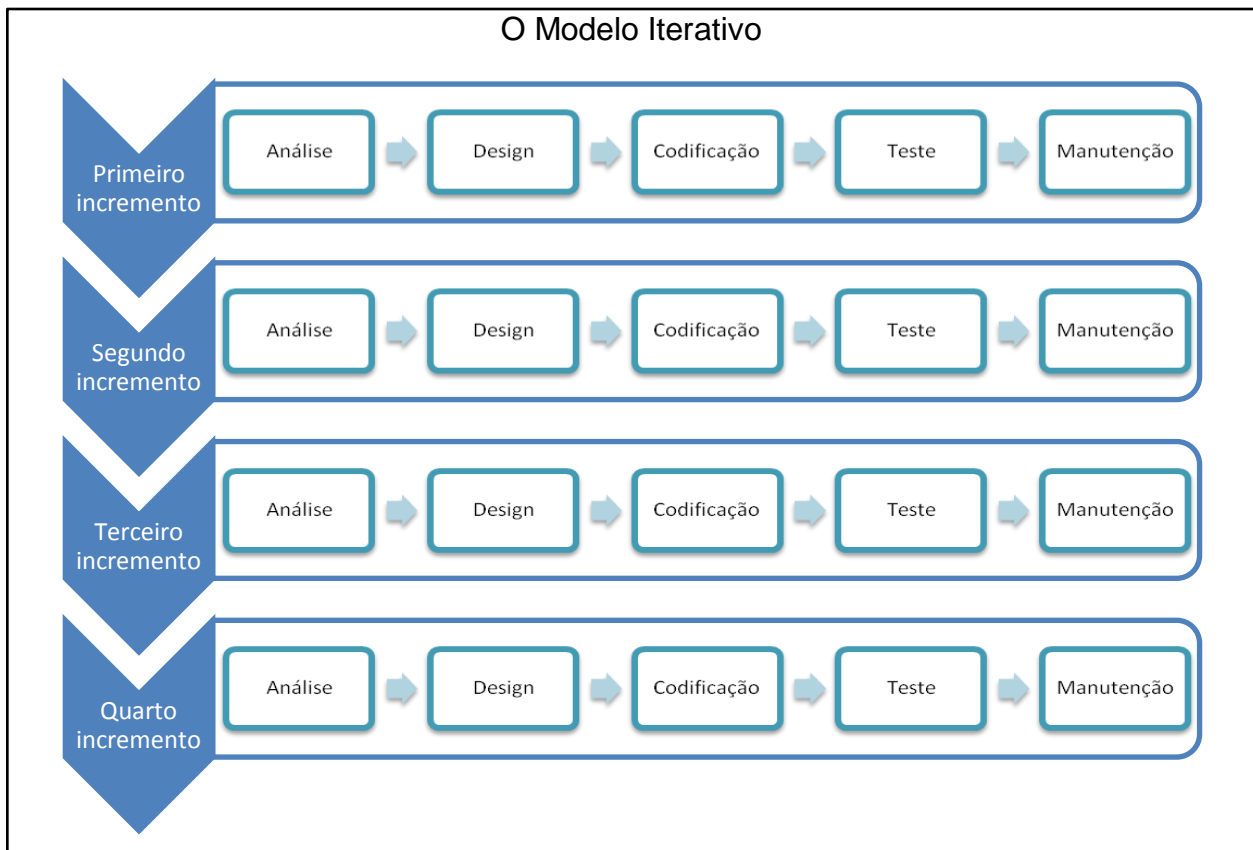 O Modelo Iterativo
Primeiro
incremento
Análise
Design
Codificação
Teste
Manutenção
Segundo
incremento
Análise
Design
Codificação
Teste
Manutenção
Terceiro
incremento
Análise
Design
Codificação
Teste
Manutenção
Quarto
incremento
Análise
Design
Codificação
Teste
Manutenção